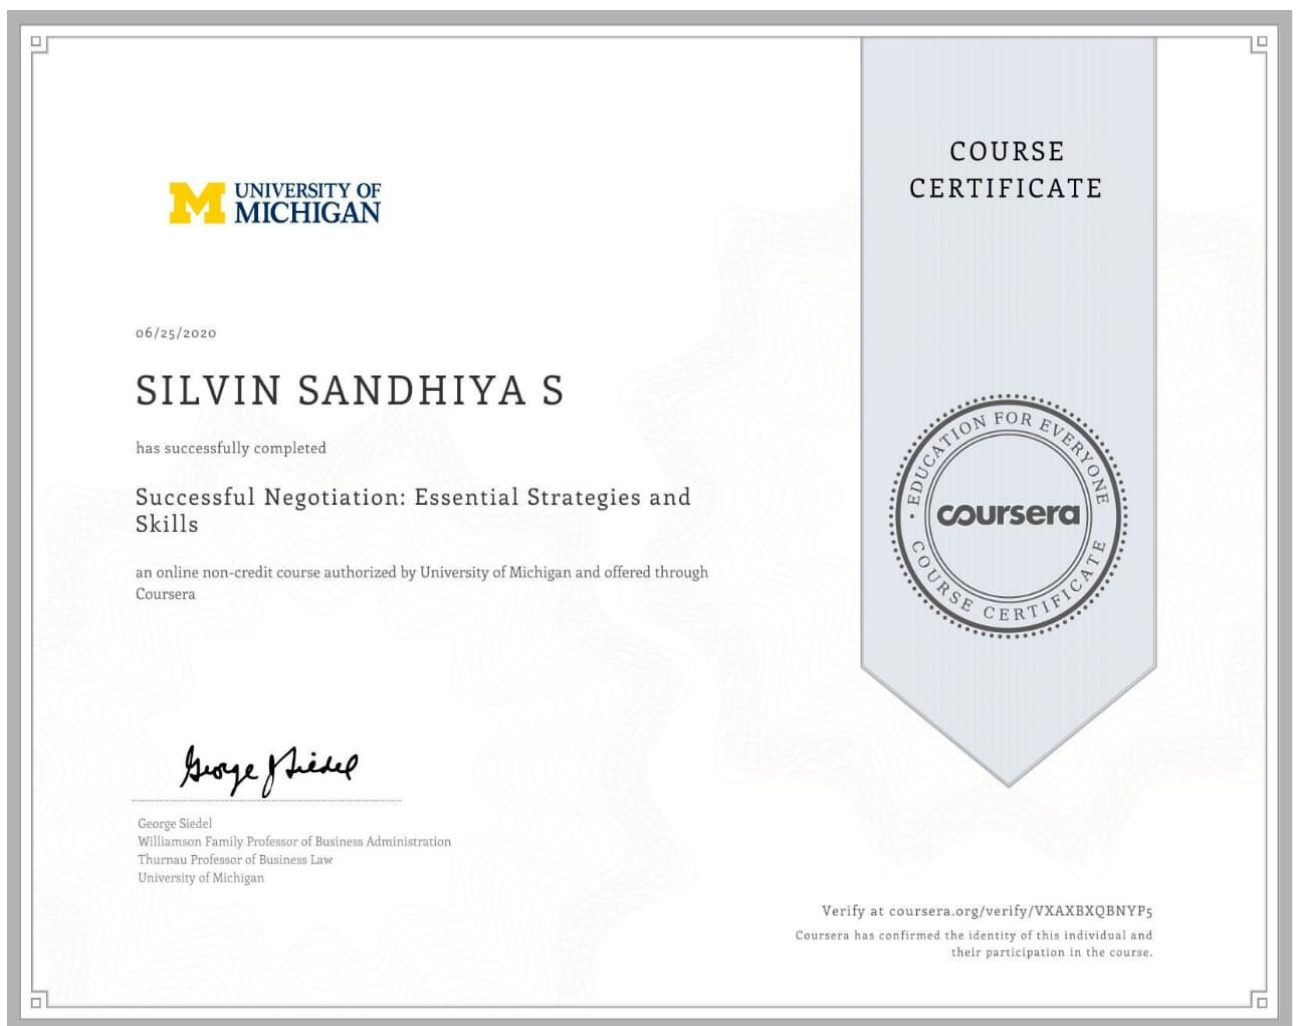 UNIVERSITY OF
MICHIGAN
COURSE
CERTIFICATE
06/25/2020
SILVIN SANDHIYA S
has successfully completed
Successful Negotiation: Essential Strategies and
Skills
an online non-credit course authorized by University of Michigan and offered through
Coursera
EDUCATION FOR EVERYONE
coursera
COURSE CERTIFICATE
George J Siedel
George Siedel
Williamson Family Professor of Business Administration
Thurnau Professor of Business Law
University of Michigan
Verify at coursera.org/verify/VXAXBXQBNYP5
Coursera has confirmed the identity of this individual and
their participation in the course.